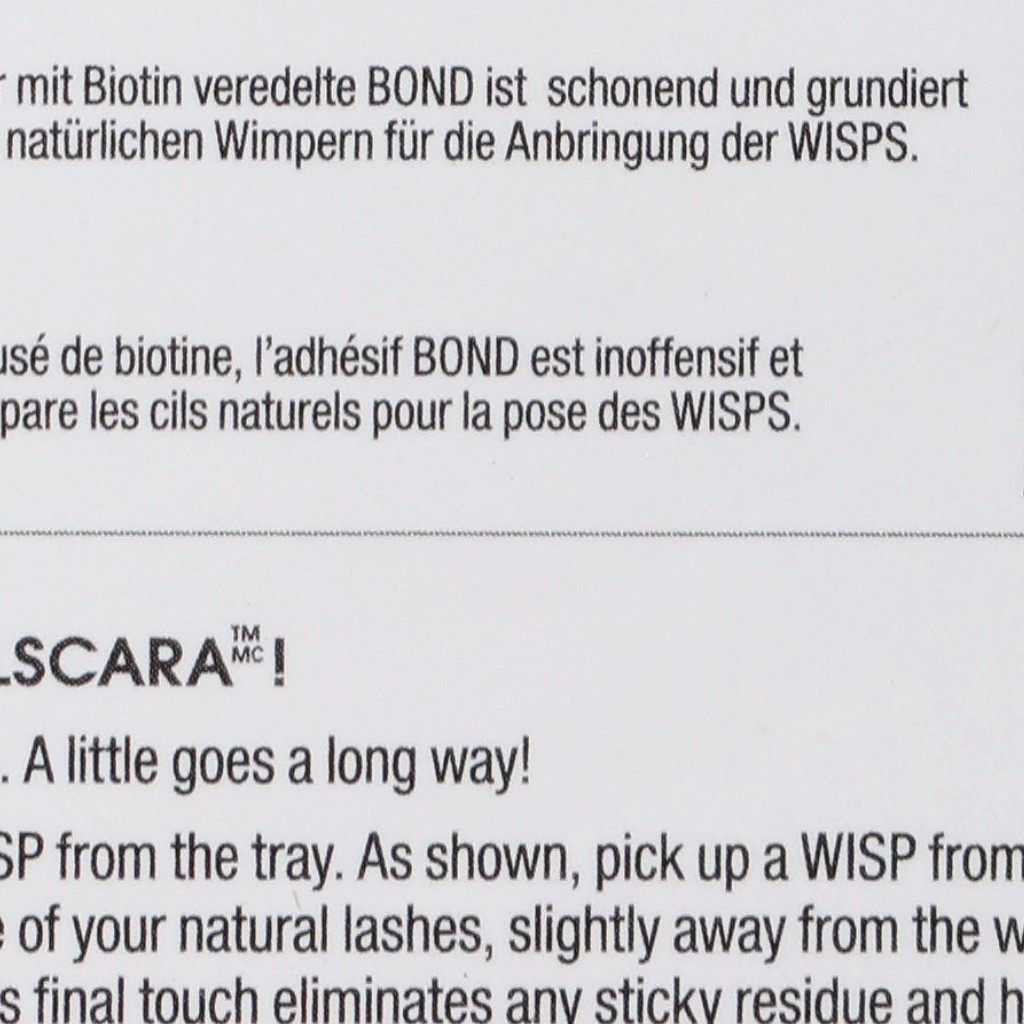 mit Biotin veredelte BOND ist schonend und grundiert
natürlichen Wimpern für die Anbringung der WISPS.
usé de biotine, l'adhésif BOND est inoffensif et
pare les cils naturels pour la pose des WISPS.
LSCARA™ MC!
. A little goes a long way!
SP from the tray. As shown, pick up a WISP from
of your natural lashes, slightly away from the w
s final touch eliminates any sticky residue and h